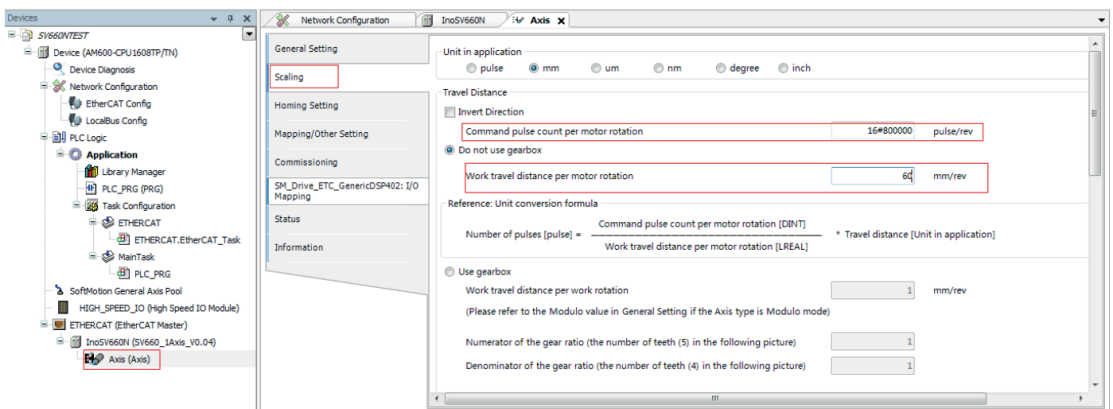 Devices
SV660NTEST
Device (AM600-CPU1608TP/TN)
Device Diagnosis
Network Configuration
EtherCAT Config
LocalBus Config
PLC Logic
Application
Library Manager
PLC_PRG (PRG)
Task Configuration
ETHERCAT
ETHERCAT.EtherCAT_Task
MainTask
PLC_PRG
SoftMotion General Axis Pool
HIGH_SPEED_IO (High Speed IO Module)
ETHERCAT (EtherCAT Master)
InoSV660N (SV660_1Axis_V0.04)
Axis (Axis)
Network Configuration
InoSV660N
Axis
General Setting
Scaling
Homing Setting
Mapping/Other Setting
Commissioning
SM_Drive_ETC_GenericDSP402: I/O
Mapping
Status
Information
Unit in application
pulse mm um nm degree inch
Travel Distance
Invert Direction
Command pulse count per motor rotation 16#800000 pulse/rev
Do not use gearbox
Work travel distance per motor rotation 60 mm/rev
Reference: Unit conversion formula
Number of pulses [pulse] = Command pulse count per motor rotation [DINT]
Work travel distance per motor rotation [LREAL]
* Travel distance [Unit in application]
Use gearbox
Work travel distance per work rotation 1 mm/rev
(Please refer to the Modulo value in General Setting if the Axis type is Modulo mode)
Numerator of the gear ratio (the number of teeth (5) in the following picture) 1
Denominator of the gear ratio (the number of teeth (4) in the following picture) 1